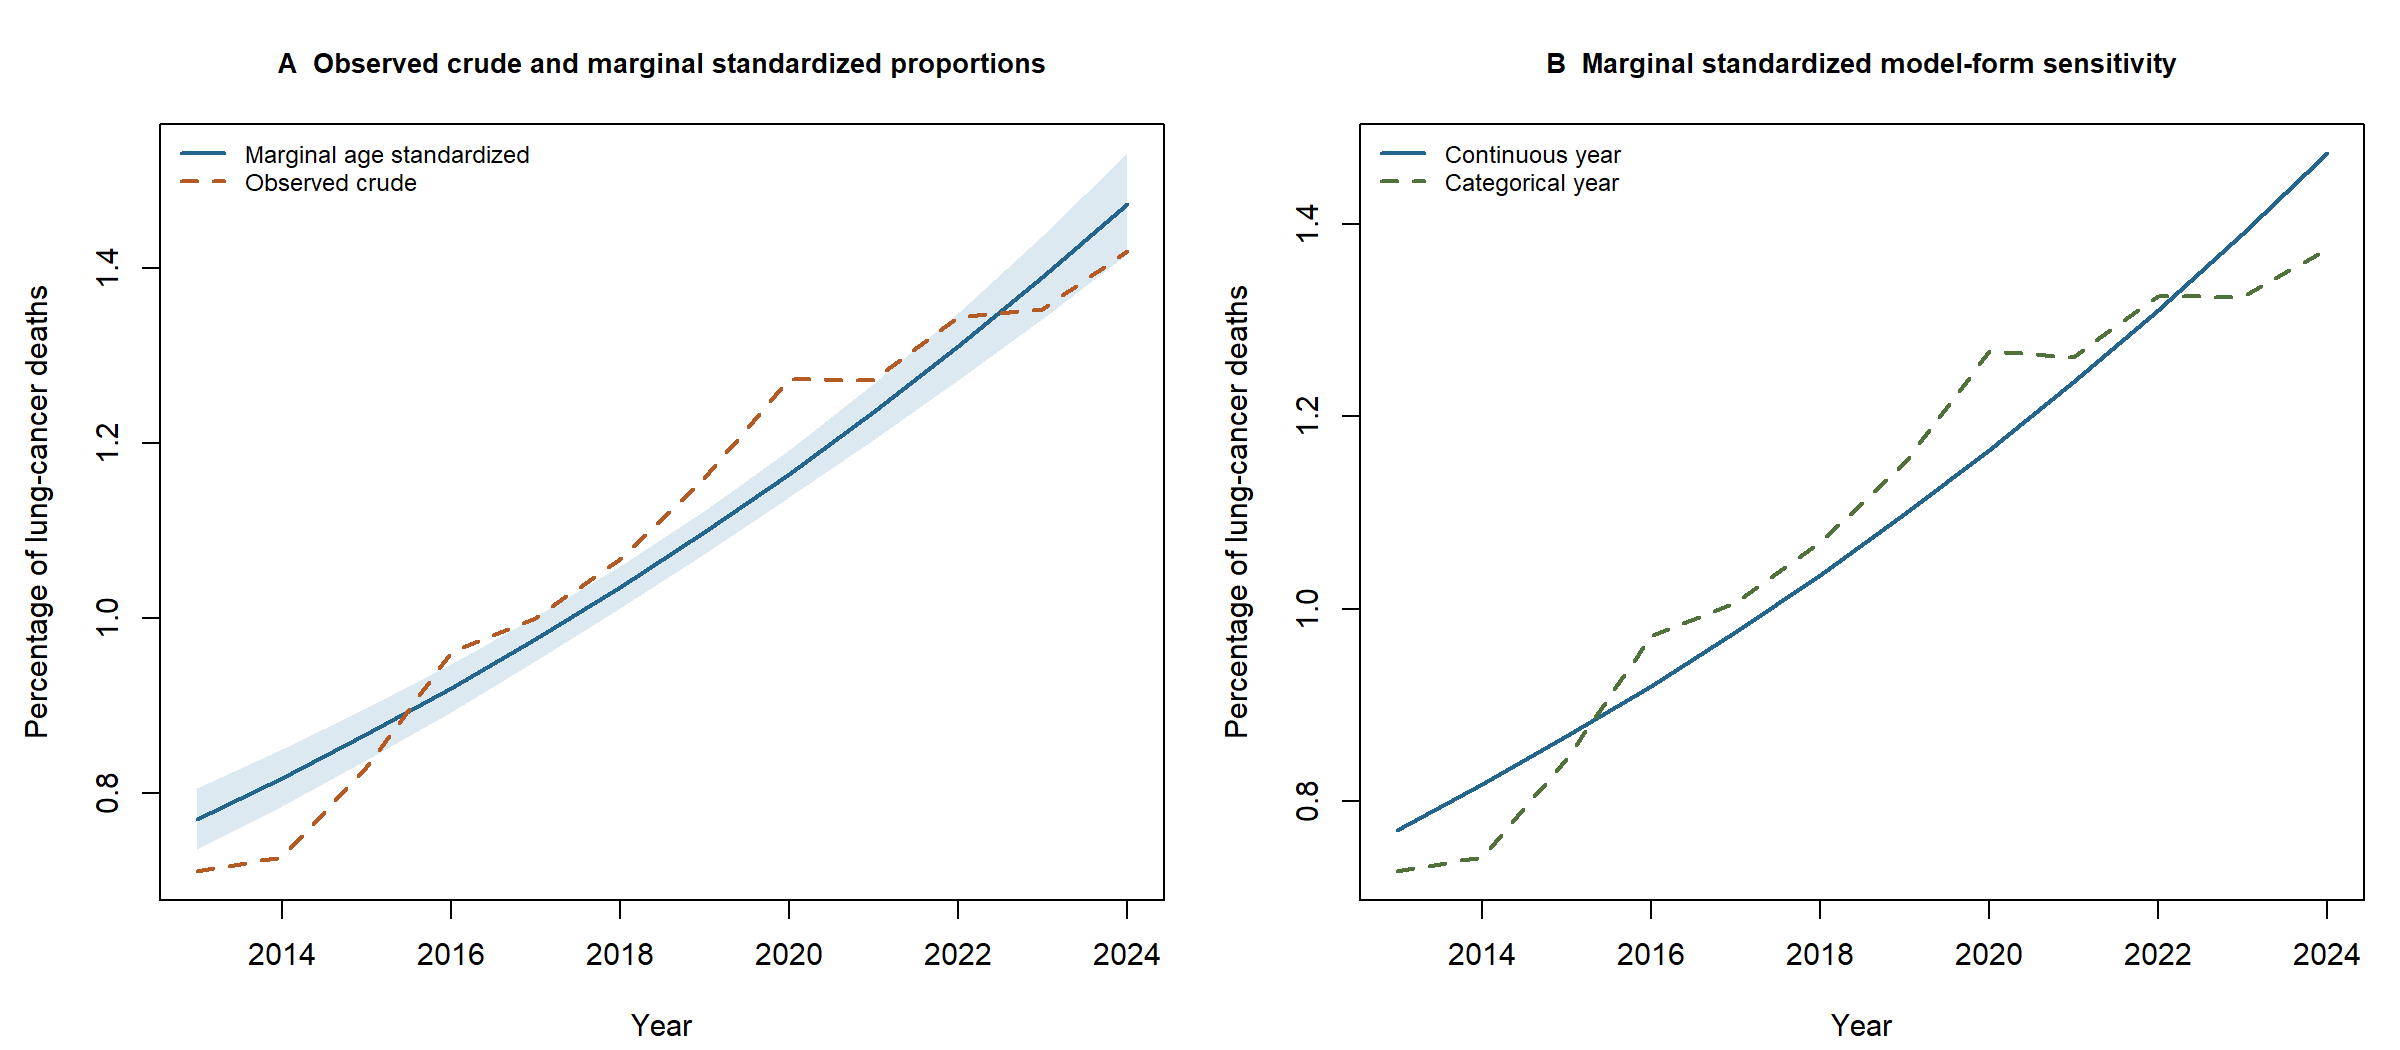 A  Observed crude and marginal standardized proportions
Marginal age standardized
Observed crude
Percentage of lung-cancer deaths
1.4
1.2
1.0
0.8
2014 2016 2018 2020 2022 2024
Year
B  Marginal standardized model-form sensitivity
Continuous year
Categorical year
Percentage of lung-cancer deaths
1.4
1.2
1.0
0.8
2014 2016 2018 2020 2022 2024
Year